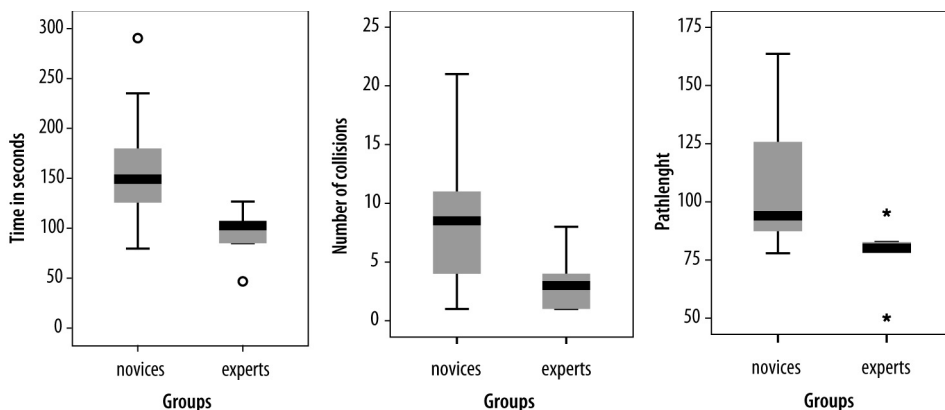 Time in seconds
300
250
200
150
100
50
0
novices experts
Groups
Number of collisions
25
20
15
10
5
0
novices experts
Groups
Pathlenght
175
150
125
100
75
50
novices experts
Groups